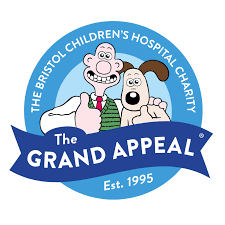 THE BRISTOL CHILDREN'S HOSPITAL CHARITY
The
GRAND APPEAL®
Est. 1995